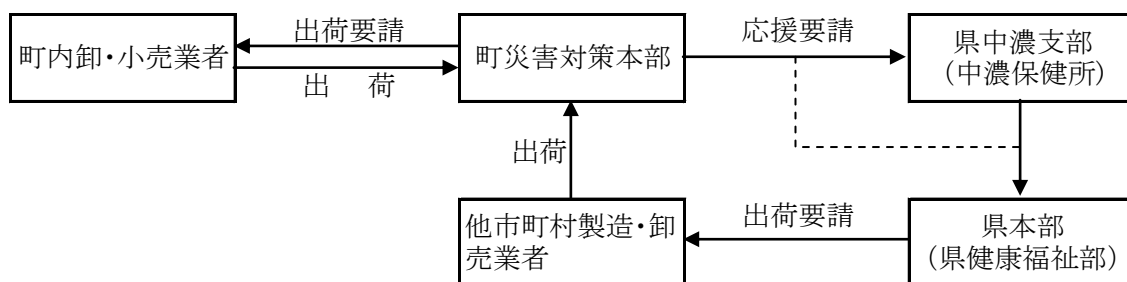 町内卸・小売業者
出荷要請
出　荷
町災害対策本部
応援要請
県中濃支部
（中濃保健所）
出荷
他市町村製造・卸
売業者
出荷要請
県本部
（県健康福祉部）